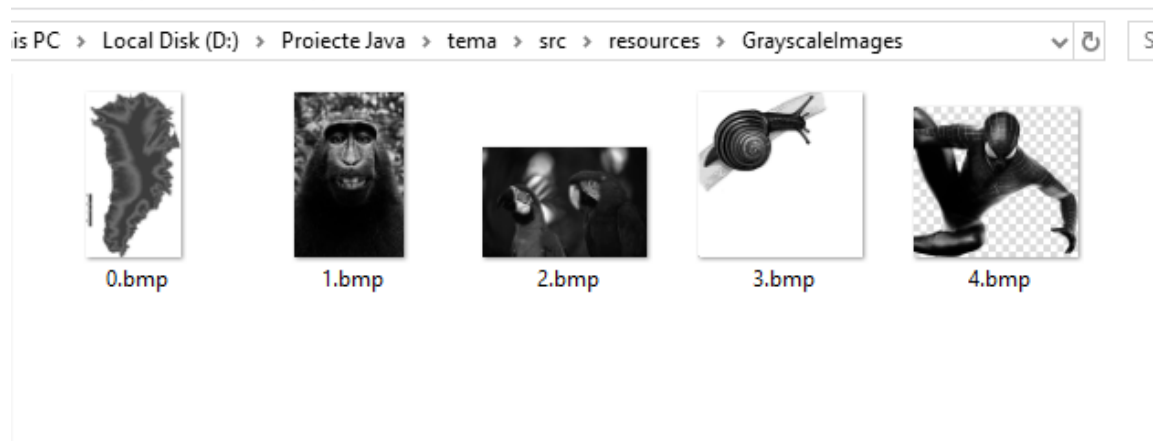 is PC > Local Disk (D:) > Proiecte Java > tema > src > resources > GrayscaleImages
0.bmp
1.bmp
2.bmp
3.bmp
4.bmp